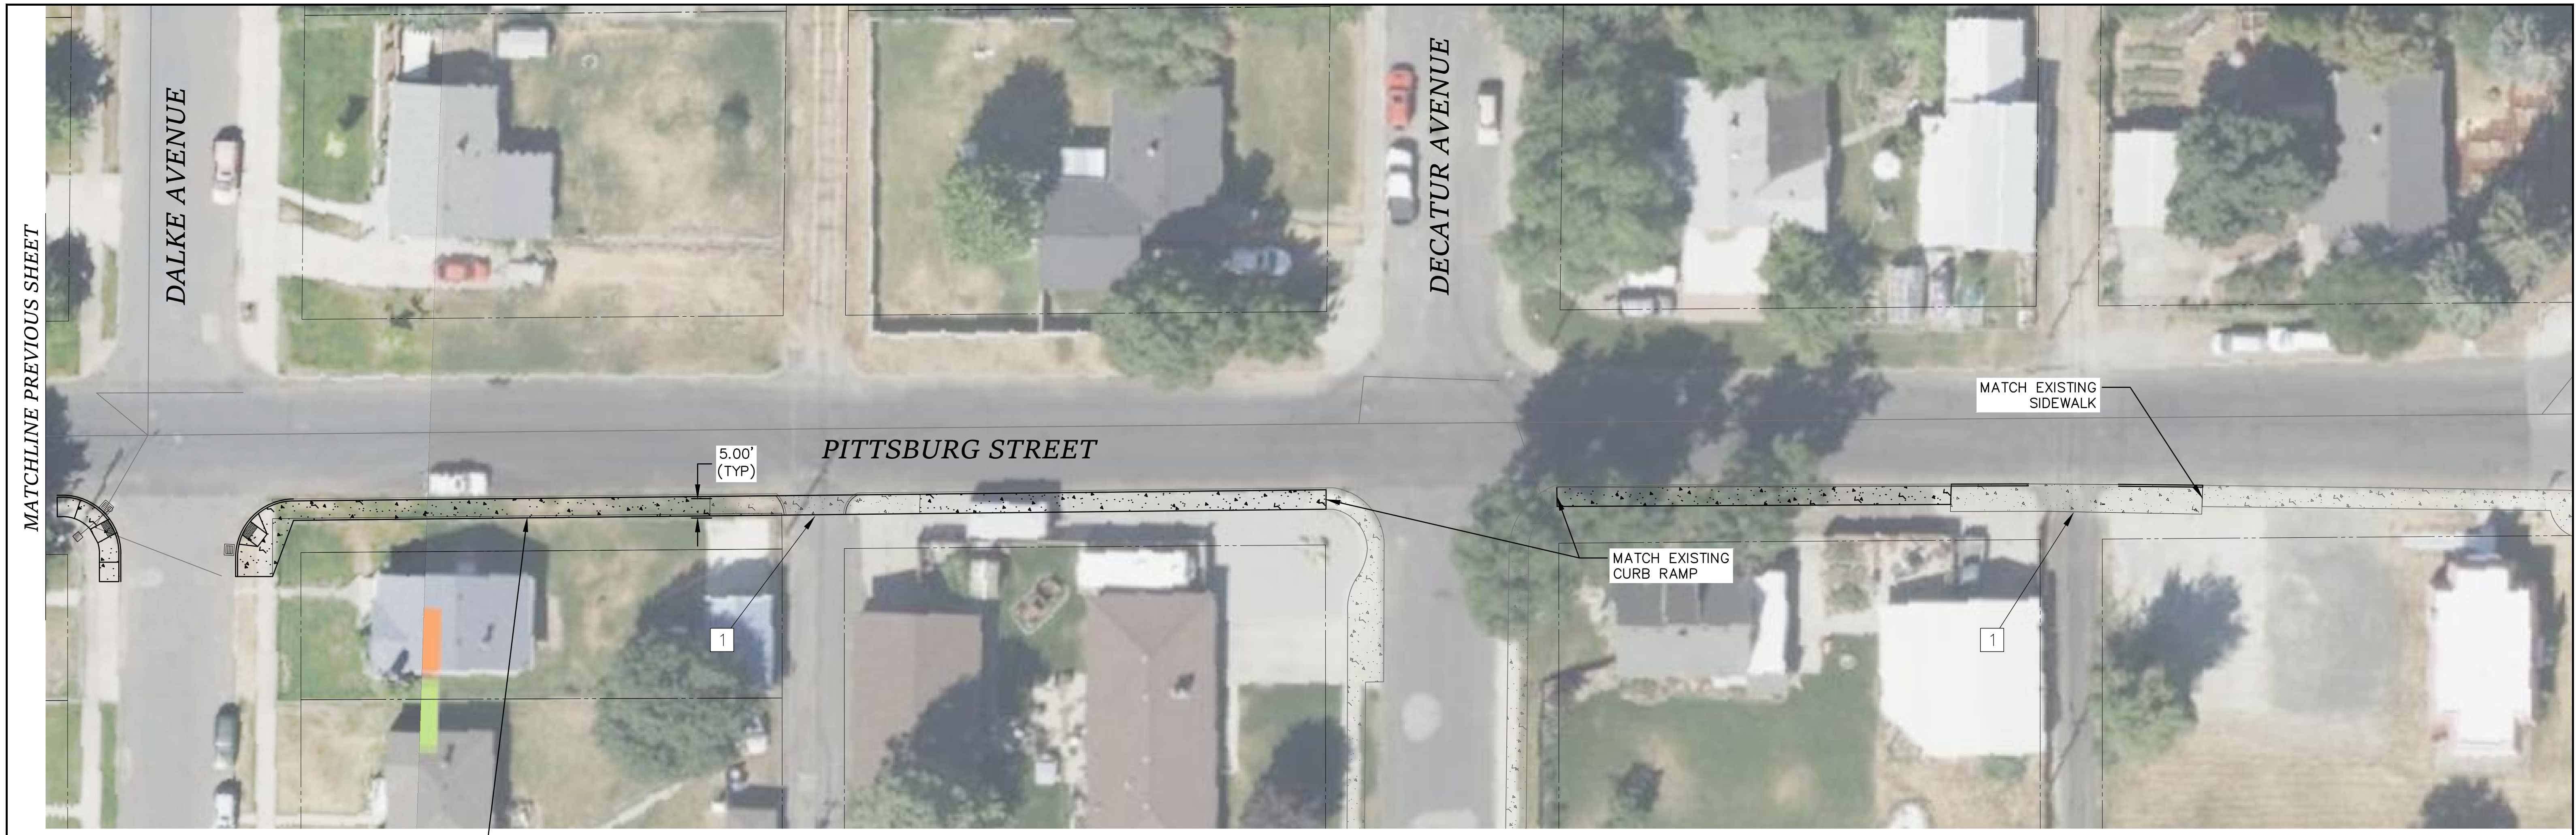 MATCHLINE PREVIOUS SHEET
DALKE AVENUE
DECATUR AVENUE
MATCH EXISTING
SIDEWALK
PITTSBURG STREET
5.00'
(TYP)
MATCH EXISTING
CURB RAMP
1
1